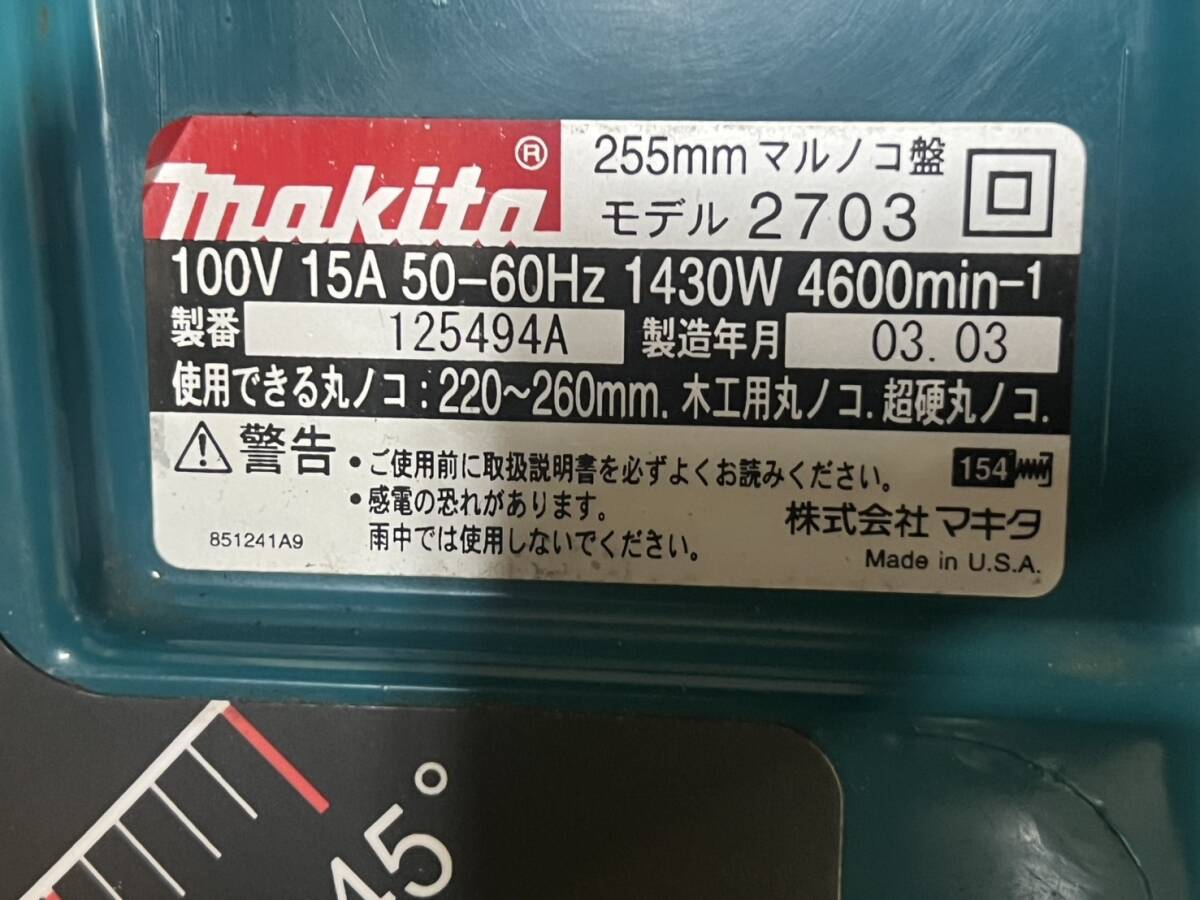 makita®
255mm マルノコ盤
モデル 2703
100V 15A 50-60Hz 1430W 4600min-1
製番 125494A 製造年月 03.03
使用できる丸ノコ:220~260mm. 木工用丸ノコ. 超硬丸ノコ.
警告 •ご使用前に取扱説明書を必ずよくお読みください。
•感電の恐れがあります。
雨中では使用しないでください。
154
851241A9
株式会社 マキタ
Made in U.S.A.
45°